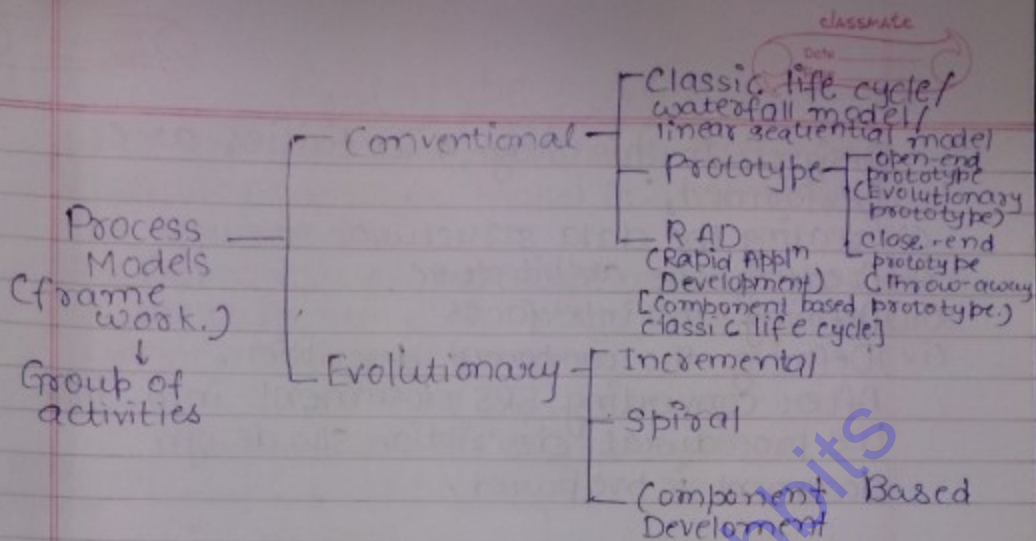 classmate
Date
Classic life cycle/
waterfall model/
linear sequential model
Conventional
Prototype
open-end
prototype
(Evolutionary
prototype)
close-end
prototype
(Throw-away
prototype.)
RAD
(Rapid Appln
Development)
[Component based
classic life cycle]
Process
Models
(frame
work.)
↓
Group of
activities
Evolutionary
Incremental
Spiral
Component Based
Develoment